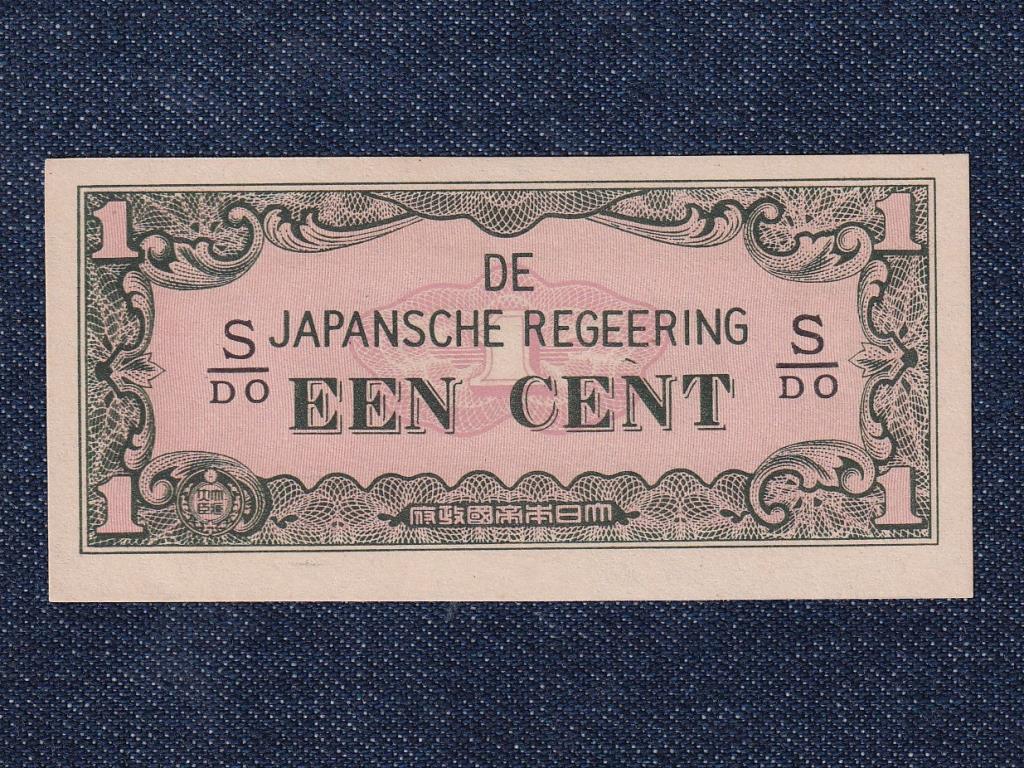 1 1
DE
JAPANSCHE REGEERING
S S
DO DO
EEN CENT
1 1
府政國帝本日大